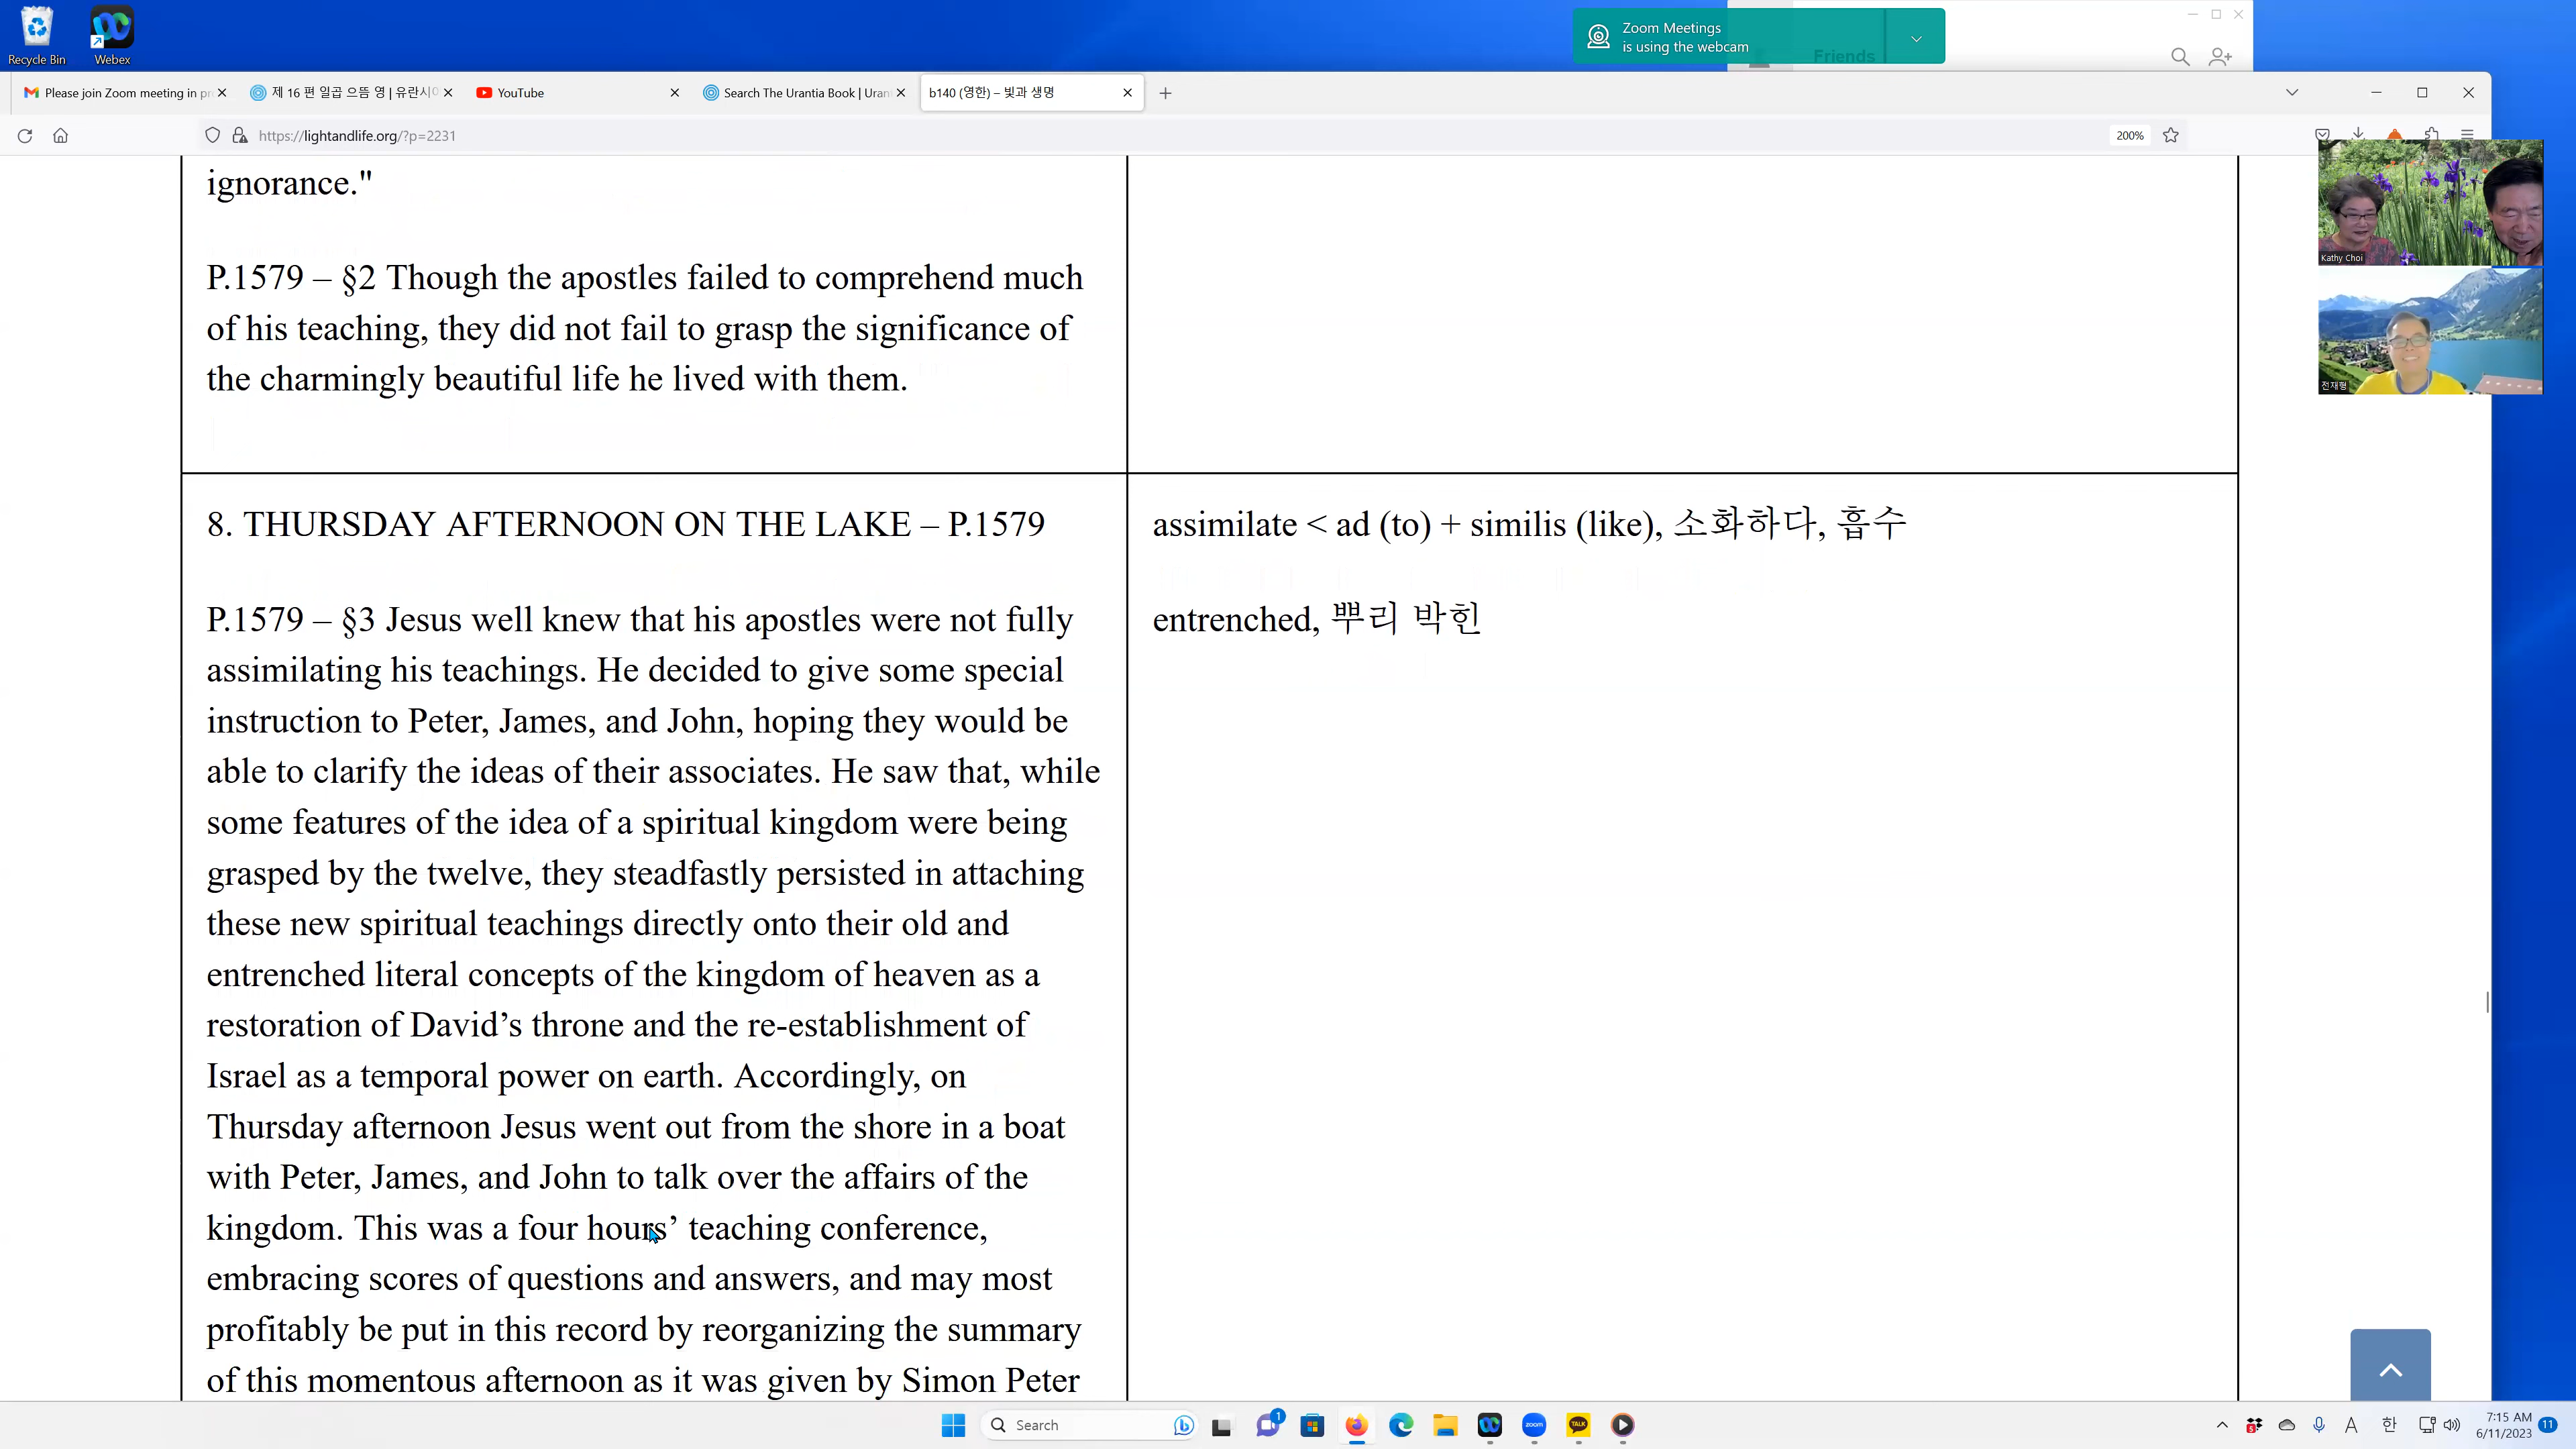 Recycle Bin
Webex
Zoom Meetings
is using the webcam
Friends
Please join Zoom meeting in pr
제 16 편 일곱 으뜸 영 | 유란시아
YouTube
Search The Urantia Book | Uran
b140 (영한) – 빛과 생명
https://lightandlife.org/?p=2231
200%
Kathy Choi
전재형
ignorance."
P.1579 – §2 Though the apostles failed to comprehend much
of his teaching, they did not fail to grasp the significance of
the charmingly beautiful life he lived with them.
8. THURSDAY AFTERNOON ON THE LAKE – P.1579
P.1579 – §3 Jesus well knew that his apostles were not fully
assimilating his teachings. He decided to give some special
instruction to Peter, James, and John, hoping they would be
able to clarify the ideas of their associates. He saw that, while
some features of the idea of a spiritual kingdom were being
grasped by the twelve, they steadfastly persisted in attaching
these new spiritual teachings directly onto their old and
entrenched literal concepts of the kingdom of heaven as a
restoration of David’s throne and the re-establishment of
Israel as a temporal power on earth. Accordingly, on
Thursday afternoon Jesus went out from the shore in a boat
with Peter, James, and John to talk over the affairs of the
kingdom. This was a four hours’ teaching conference,
embracing scores of questions and answers, and may most
profitably be put in this record by reorganizing the summary
of this momentous afternoon as it was given by Simon Peter
assimilate < ad (to) + similis (like), 소화하다, 흡수
entrenched, 뿌리 박힌
Search
1
zoom
TALK
A
한
7:15 AM
6/11/2023
11